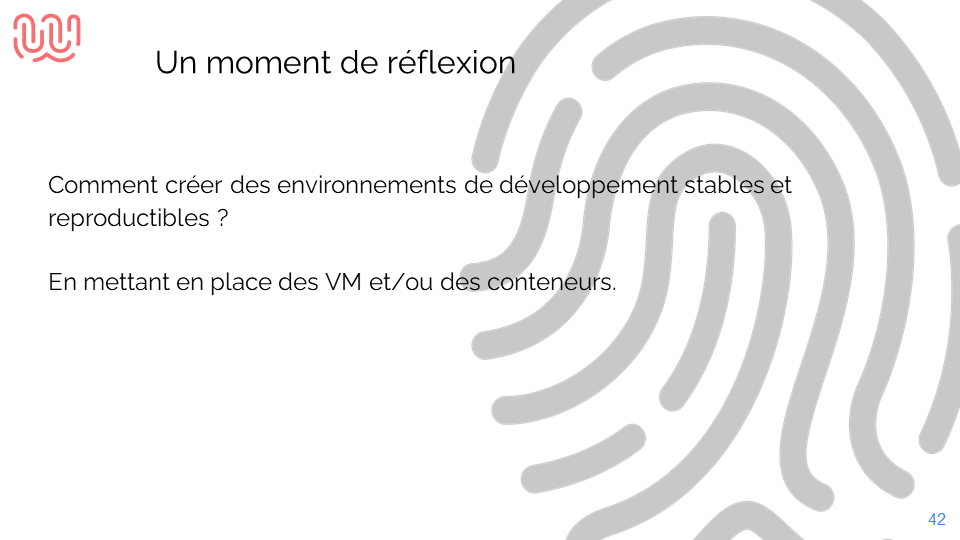 Un moment de réflexion
Comment créer des environnements de développement stables et
reproductibles ?
En mettant en place des VM et/ou des conteneurs.
42